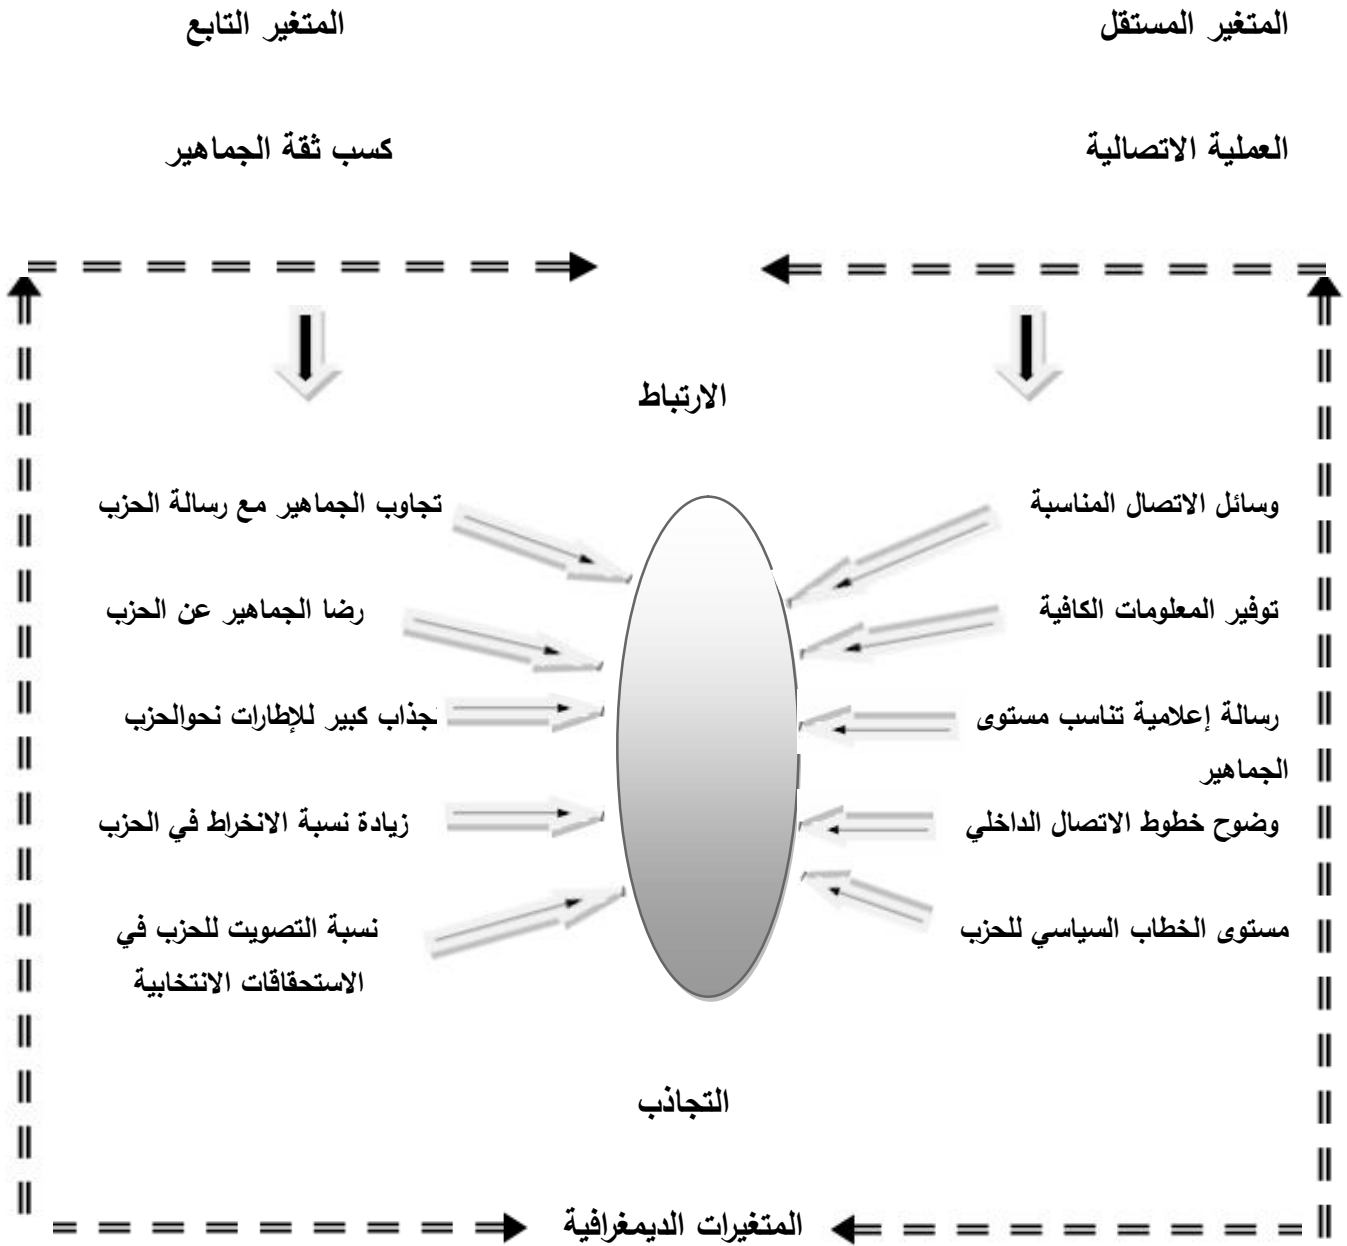 المتغير المستقل
المتغير التابع
العملية الاتصالية
كسب ثقة الجماهير
الارتباط
وسائل الاتصال المناسبة
تجاوب الجماهير مع رسالة الحزب
توفير المعلومات الكافية
رضا الجماهير عن الحزب
رسالة إعلامية تناسب مستوى
الجماهير
جذاب كبير للإطارات نحوالحزب
وضوح خطوط الاتصال الداخلي
زيادة نسبة الانخراط في الحزب
مستوى الخطاب السياسي للحزب
نسبة التصويت للحزب في
الاستحقاقات الانتخابية
التجاذب
المتغيرات الديمغرافية